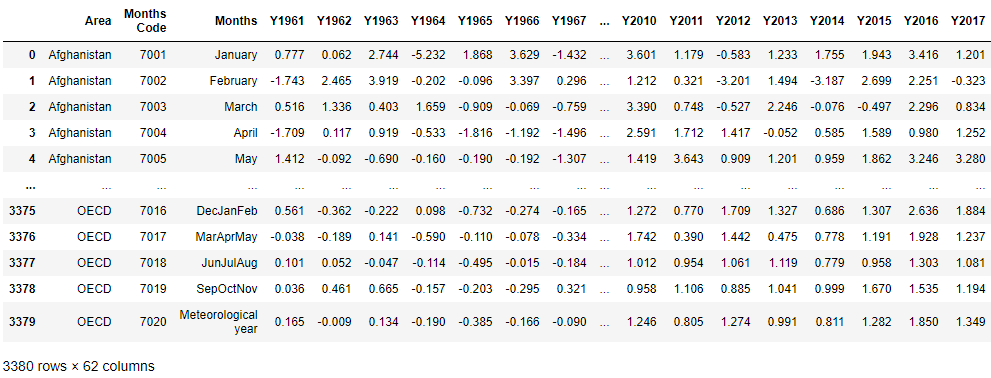 Area Months Code Months Y1961 Y1962 Y1963 Y1964 Y1965 Y1966 Y1967 ... Y2010 Y2011 Y2012 Y2013 Y2014 Y2015 Y2016 Y2017
0 Afghanistan 7001 January 0.777 0.062 2.744 -5.232 1.868 3.629 -1.432 ... 3.601 1.179 -0.583 1.233 1.755 1.943 3.416 1.201
1 Afghanistan 7002 February -1.743 2.465 3.919 -0.202 -0.096 3.397 0.296 ... 1.212 0.321 -3.201 1.494 -3.187 2.699 2.251 -0.323
2 Afghanistan 7003 March 0.516 1.336 0.403 1.659 -0.909 -0.069 -0.759 ... 3.390 0.748 -0.527 2.246 -0.076 -0.497 2.296 0.834
3 Afghanistan 7004 April -1.709 0.117 0.919 -0.533 -1.816 -1.192 -1.496 ... 2.591 1.712 1.417 -0.052 0.585 1.589 0.980 1.252
4 Afghanistan 7005 May 1.412 -0.092 -0.690 -0.160 -0.190 -0.192 -1.307 ... 1.419 3.643 0.909 1.201 0.959 1.862 3.246 3.280
... ... ... ... ... ... ... ... ... ... ... ... ... ... ... ... ... ... ... ...
3375 OECD 7016 DecJanFeb 0.561 -0.362 -0.222 0.098 -0.732 -0.274 -0.165 ... 1.272 0.770 1.709 1.327 0.686 1.307 2.636 1.884
3376 OECD 7017 MarAprMay -0.038 -0.189 0.141 -0.590 -0.110 -0.078 -0.334 ... 1.742 0.390 1.442 0.475 0.778 1.191 1.928 1.237
3377 OECD 7018 JunJulAug 0.101 0.052 -0.047 -0.114 -0.495 -0.015 -0.184 ... 1.012 0.954 1.061 1.119 0.779 0.958 1.303 1.081
3378 OECD 7019 SepOctNov 0.036 0.461 0.665 -0.157 -0.203 -0.295 0.321 ... 0.958 1.106 0.885 1.041 0.999 1.670 1.535 1.194
3379 OECD 7020 Meteorological year 0.165 -0.009 0.134 -0.190 -0.385 -0.166 -0.090 ... 1.246 0.805 1.274 0.991 0.811 1.282 1.850 1.349
3380 rows × 62 columns